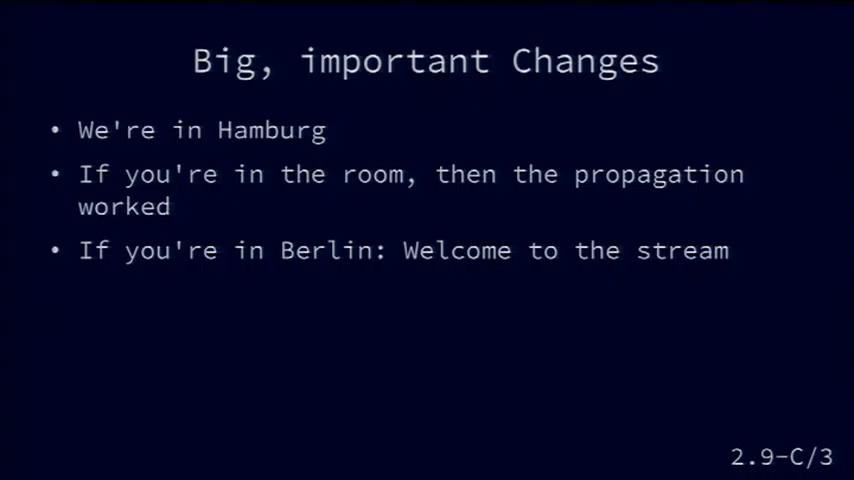 Big, important Changes
• We're in Hamburg
• If you're in the room, then the propagation
worked
• If you're in Berlin: Welcome to the stream
2.9-C/3